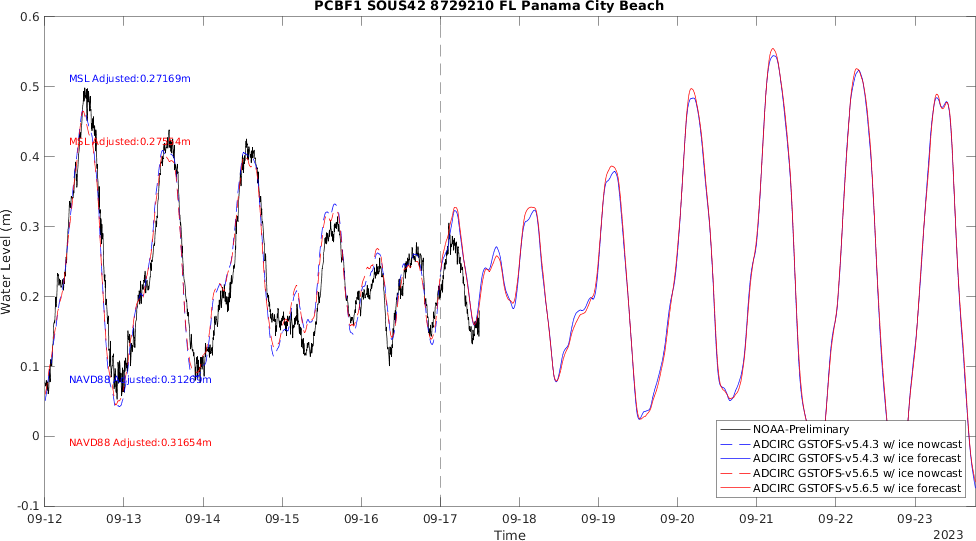 PCBF1 SOUS42 8729210 FL Panama City Beach
0.6
0.5
0.4
0.3
0.2
0.1
0
-0.1
Water Level (m)
MSL Adjusted:0.27169m
MSL Adjusted:
NAVD88 Adjusted:
NAVD88 Adjusted:0.31654m
NOAA-Preliminary
ADCIRC GSTOFS-v5.4.3 w/ ice nowcast
ADCIRC GSTOFS-v5.4.3 w/ ice forecast
ADCIRC GSTOFS-v5.6.5 w/ ice nowcast
ADCIRC GSTOFS-v5.6.5 w/ ice forecast
09-12 09-13 09-14 09-15 09-16 09-17 09-18 09-19 09-20 09-21 09-22 09-23
Time
2023